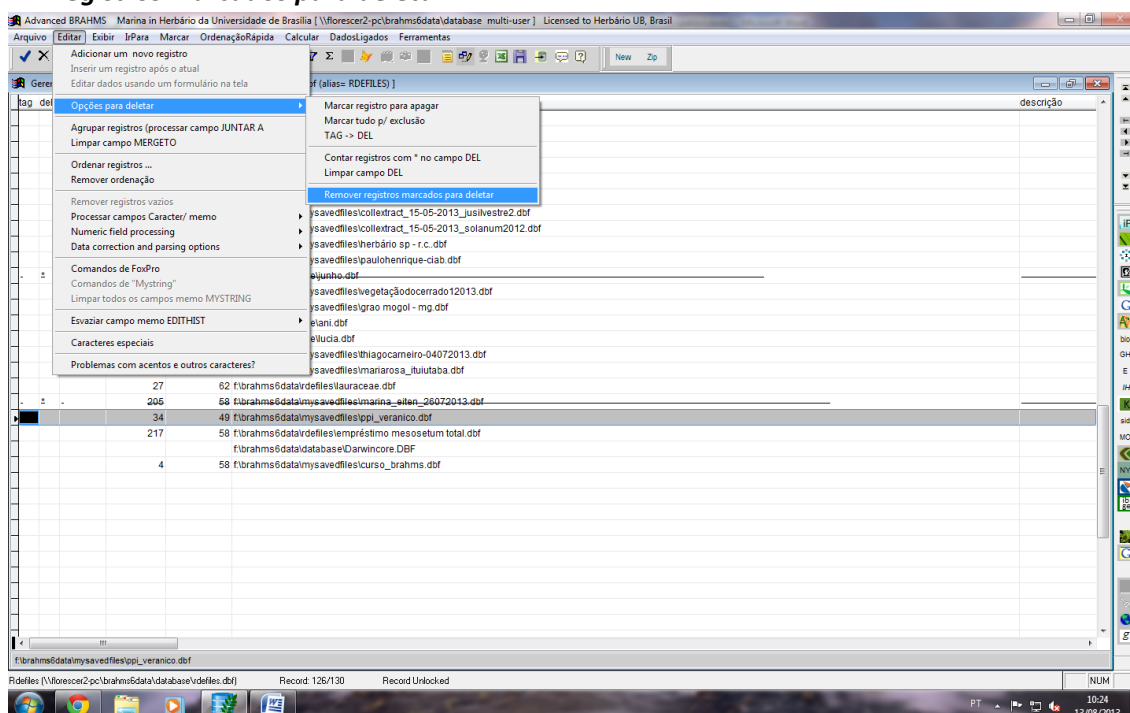 Advanced BRAHMS Marina in Herbário da Universidade de Brasília [ \\florescer2-pc\brahms6data\database multi-user ] Licensed to Herbário UB, Brasil
Arquivo Editar Exibir IrPara Marcar OrdenaçãoRápida Calcular DadosLigados Ferramentas
New Zip
Adicionar um novo registro
Inserir um registro após o atual
Editar dados usando um formulário na tela
Opções para deletar
Agrupar registros (processar campo JUNTAR A
Limpar campo MERGETO
Ordenar registros ...
Remover ordenação
Remover registros vazios
Processar campos Caracter/ memo
Numeric field processing
Data correction and parsing options
Comandos de FoxPro
Comandos de "Mystring"
Limpar todos os campos memo MYSTRING
Esvaziar campo memo EDITHIST
Caracteres especiais
Problemas com acentos e outros caracteres?
Marcar registro para apagar
Marcar tudo p/ exclusão
TAG -> DEL
Contar registros com * no campo DEL
Limpar campo DEL
Remover registros marcados para deletar
Gerer bf (alias= RDEFILES) ]
tag del descrição
ysavedfiles\collextract_15-05-2013_jusilvestre2.dbf
ysavedfiles\collextract_15-05-2013_solanum2012.dbf
ysavedfiles\herbário sp - r.c..dbf
ysavedfiles\paulohenrique-ciab.dbf
e\junho.dbf
ysavedfiles\vegetaçãodocerrado12013.dbf
ysavedfiles\grao mogol - mg.dbf
e\ani.dbf
e\lucia.dbf
ysavedfiles\thiagocarneiro-04072013.dbf
ysavedfiles\mariarosa_ituiutaba.dbf
27 62 f:\brahms6data\rdefiles\lauraceae.dbf
205 58 f:\brahms6data\mysavedfiles\marina_eiten_26072013.dbf
34 49 f:\brahms6data\mysavedfiles\ppi_veranico.dbf
217 58 f:\brahms6data\rdefiles\empréstimo mesosetum total.dbf
f:\brahms6data\database\Darwincore.DBF
4 58 f:\brahms6data\mysavedfiles\curso_brahms.dbf
f:\brahms6data\mysavedfiles\ppi_veranico.dbf
Rdefiles (\\florescer2-pc\brahms6data\database\rdefiles.dbf) Record: 126/130 Record Unlocked NUM
PT 10:24
13/08/2013